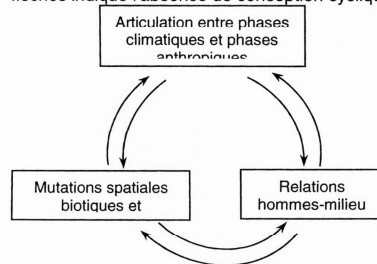 flèches indique l'absence de conception cyclique
Articulation entre phases
climatiques et phases
anthropiques
Mutations spatiales
biotiques et
Relations
hommes-milieu